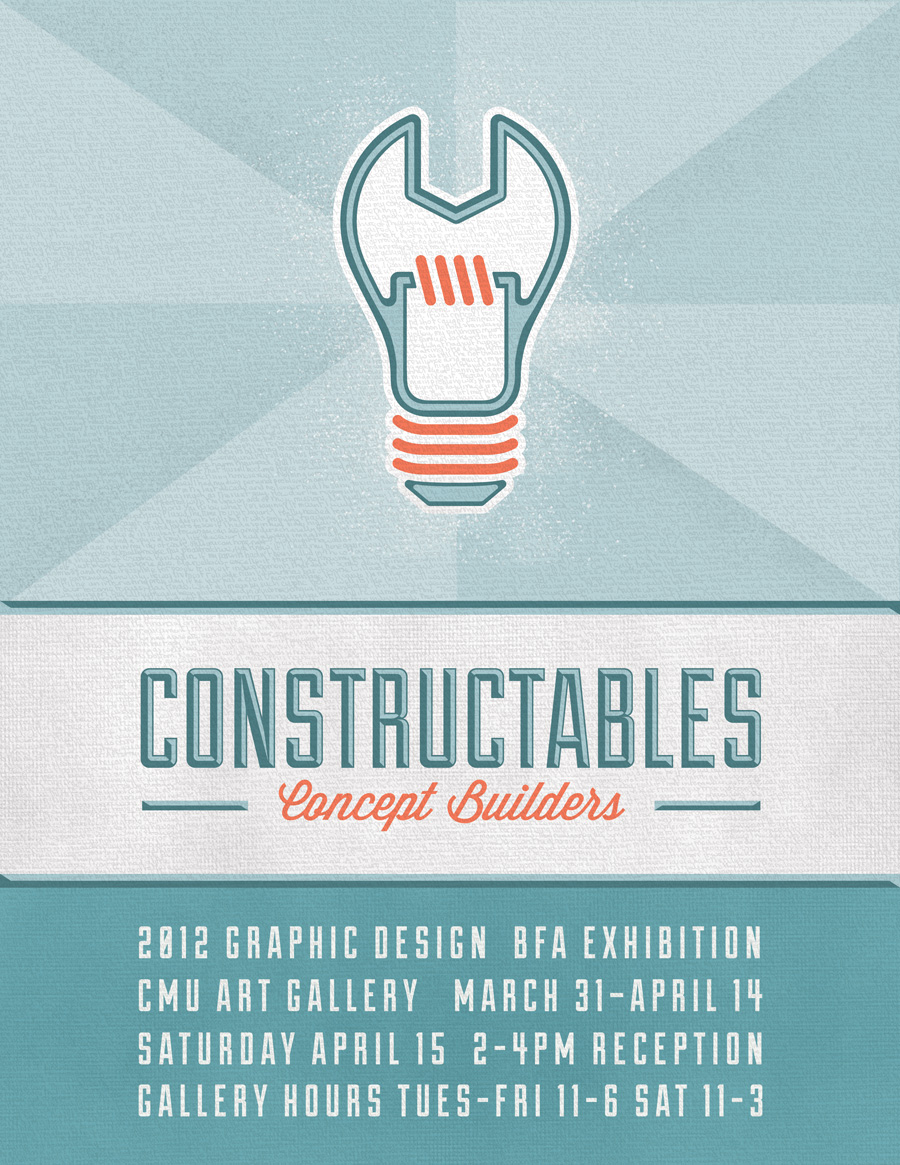 CONSTRUCTABLES
Concept Builders
2012 GRAPHIC DESIGN BFA EXHIBITION
CMU ART GALLERY MARCH 31-APRIL 14
SATURDAY APRIL 15 2-4PM RECEPTION
GALLERY HOURS TUES-FRI 11-6 SAT 11-3